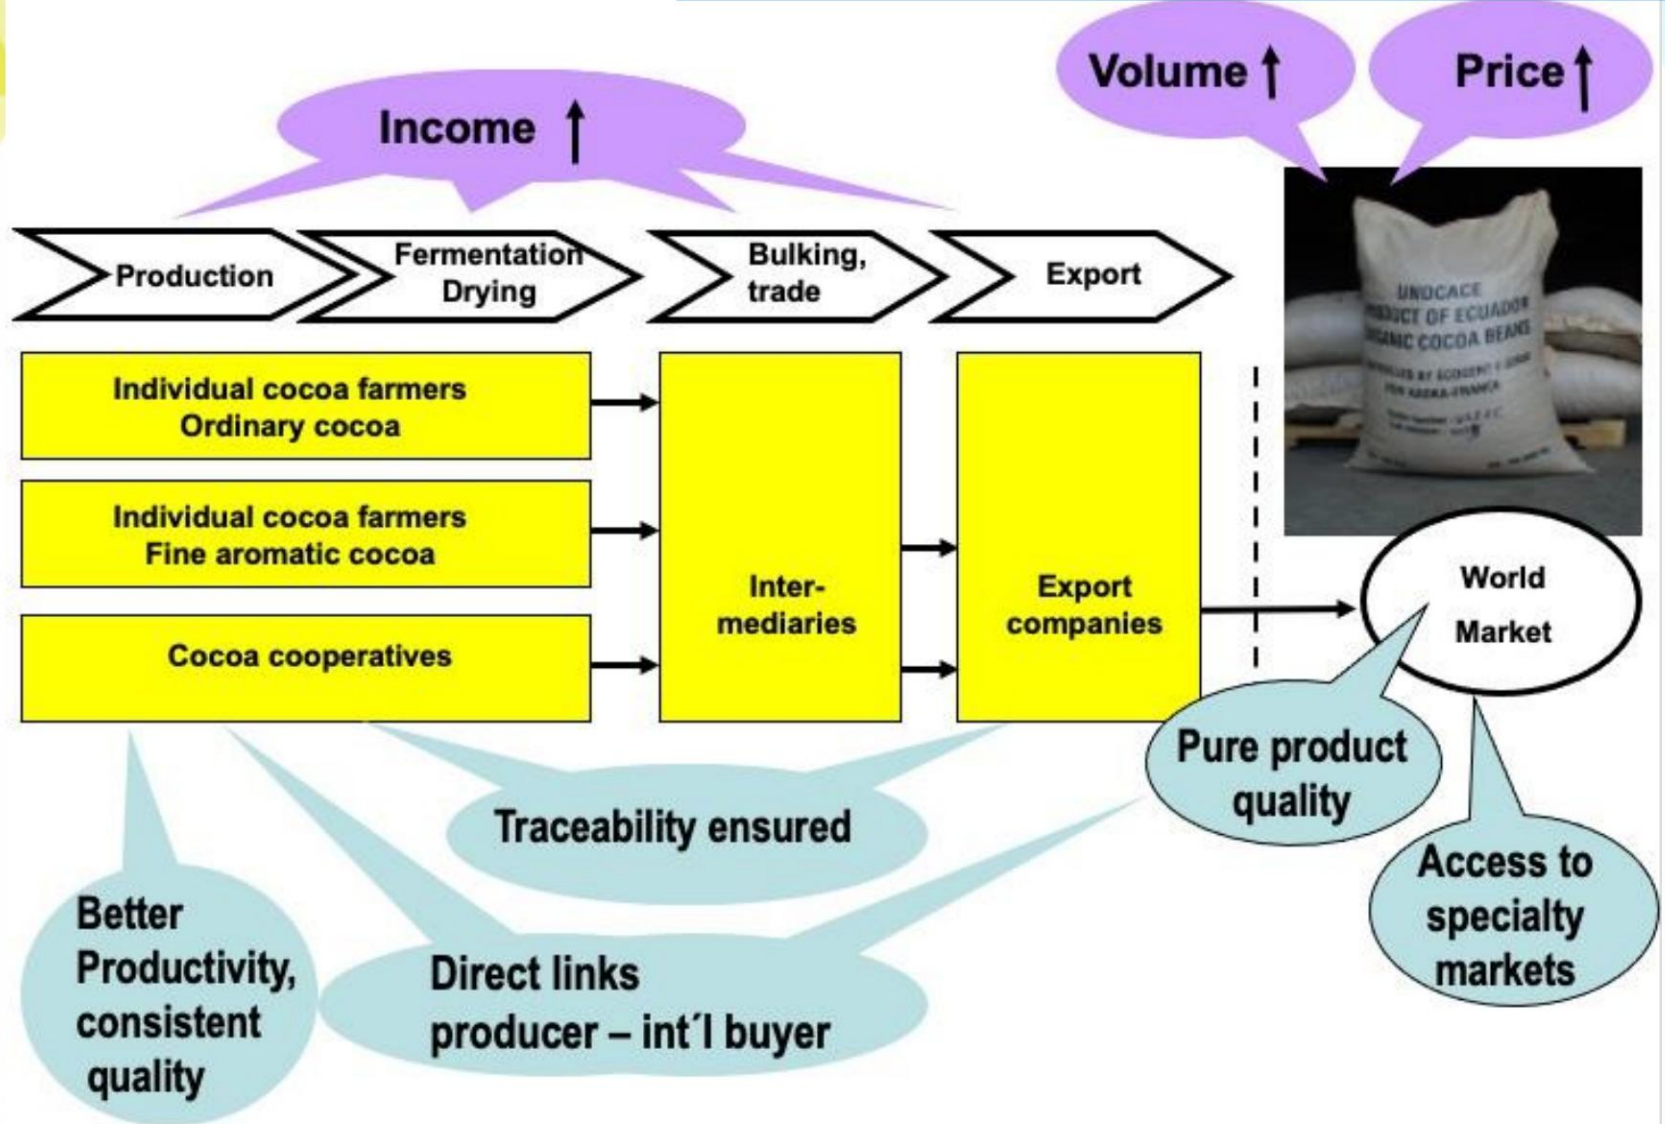 Volume
Price
Income
Production
Fermentation
Drying
Bulking,
trade
Export
UNOCACE
OF ECUADOR
COCOA BEANS
Individual cocoa farmers
Ordinary cocoa
Individual cocoa farmers
Fine aromatic cocoa
Cocoa cooperatives
Inter-
mediaries
Export
companies
World
Market
Pure product
quality
Traceability ensured
Access to
specialty
markets
Better
Productivity,
consistent
quality
Direct links
producer – int´l buyer